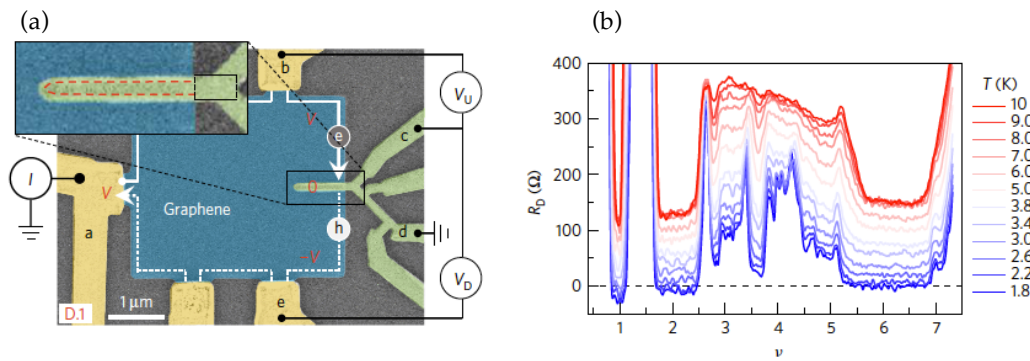 (a)
b
V
e
c
V_U
I
V
0
Graphene
d
a
h
-V
V_D
D.1
1 μm
e
(b)
R_D (Ω)
400
300
200
100
0
1 2 3 4 5 6 7
ν
T (K)
10
9.0
8.0
7.0
6.0
5.0
3.8
3.4
3.0
2.6
2.2
1.8